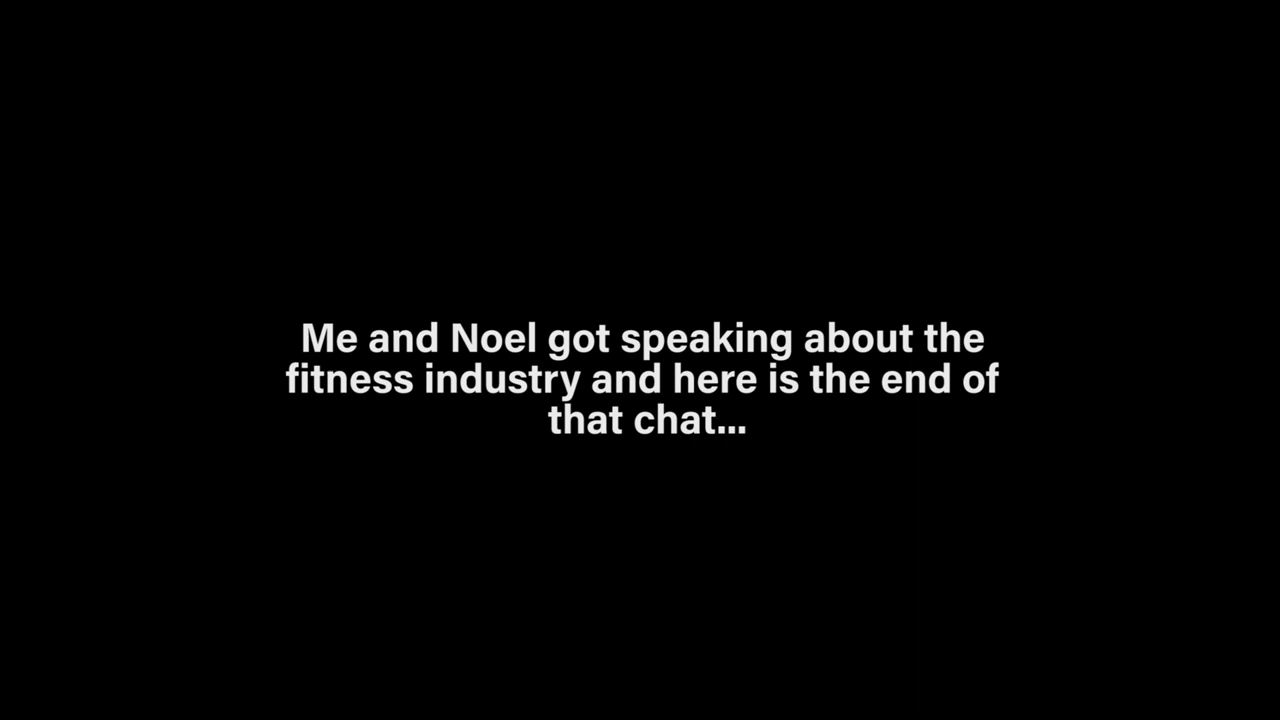 Me and Noel got speaking about the
fitness industry and here is the end of
that chat...